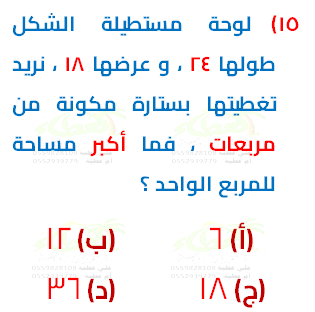 ١٥) لوحة مستطيلة الشكل
طولها ٢٤ ، و عرضها ١٨ ، نريد
تغطيتها بستارة مكونة من
مربعات ، فما أكبر مساحة
للمربع الواحد ؟
(أ) ٦ (ب) ١٢
(ج) ١٨ (د) ٣٦